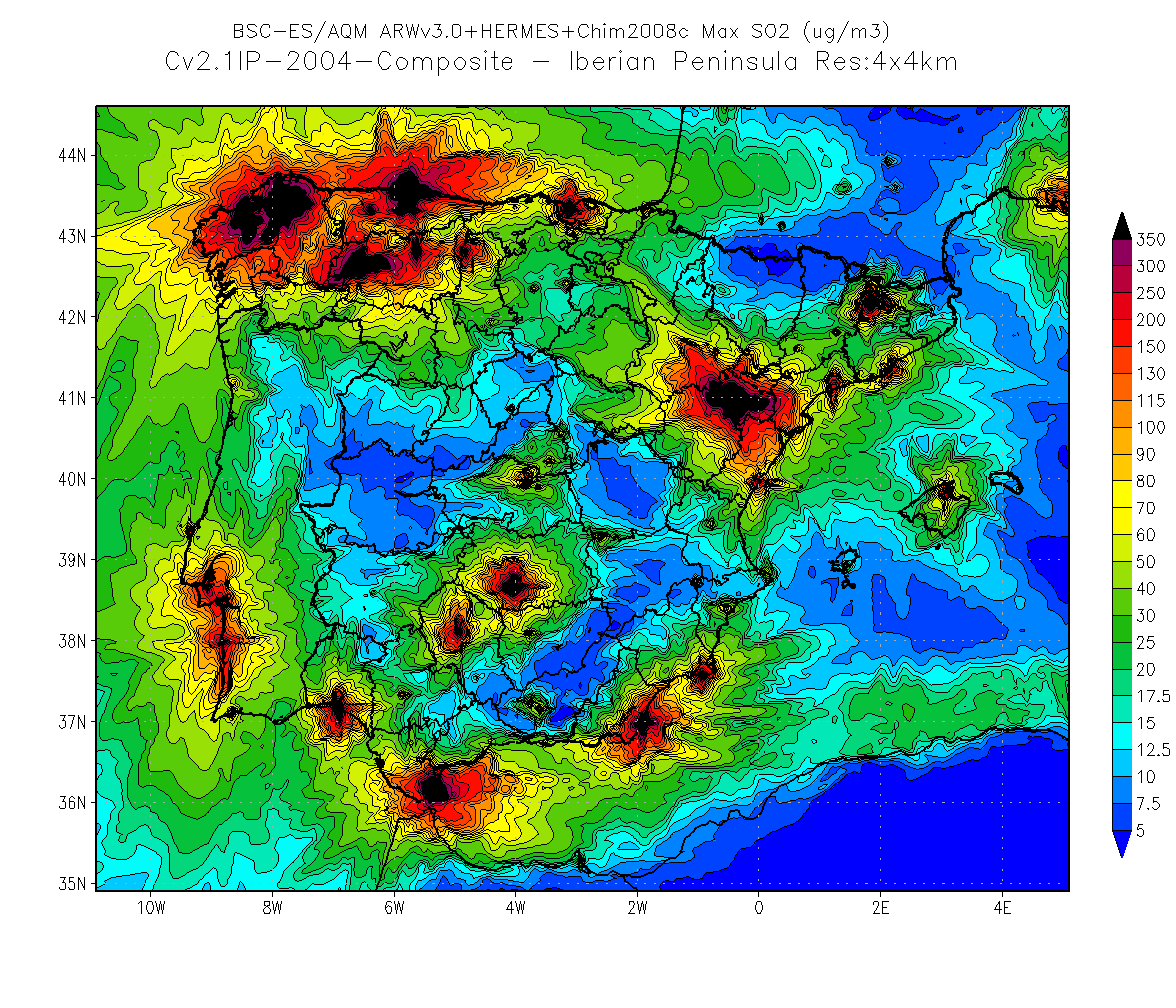 BSC-ES/AQM ARWv3.0+HERMES+Chim2008c Max SO2 (ug/m3)
Cv2.1IP-2004-Composite - Iberian Peninsula Res:4x4km
44N
43N
42N
41N
40N
39N
38N
37N
36N
35N
10W 8W 6W 4W 2W 0 2E 4E
350
300
250
200
150
130
115
100
90
80
70
60
50
40
30
25
20
17.5
15
12.5
10
7.5
5